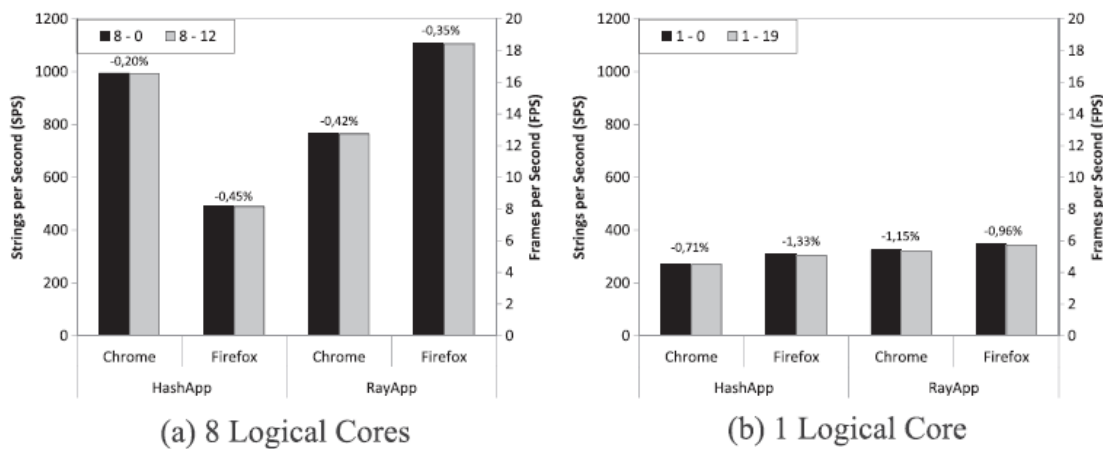 1200
1000
800
600
400
200
0
Strings per Second (SPS)
8 - 0
8 - 12
-0,20%
-0,45%
-0,42%
-0,35%
20
18
16
14
12
10
8
6
4
2
0
Frames per Second (FPS)
Chrome
Firefox
Chrome
Firefox
HashApp
RayApp
(a) 8 Logical Cores
1200
1000
800
600
400
200
0
Strings per Second (SPS)
1 - 0
1 - 19
-0,71%
-1,33%
-1,15%
-0,96%
20
18
16
14
12
10
8
6
4
2
0
Frames per Second (FPS)
Chrome
Firefox
Chrome
Firefox
HashApp
RayApp
(b) 1 Logical Core